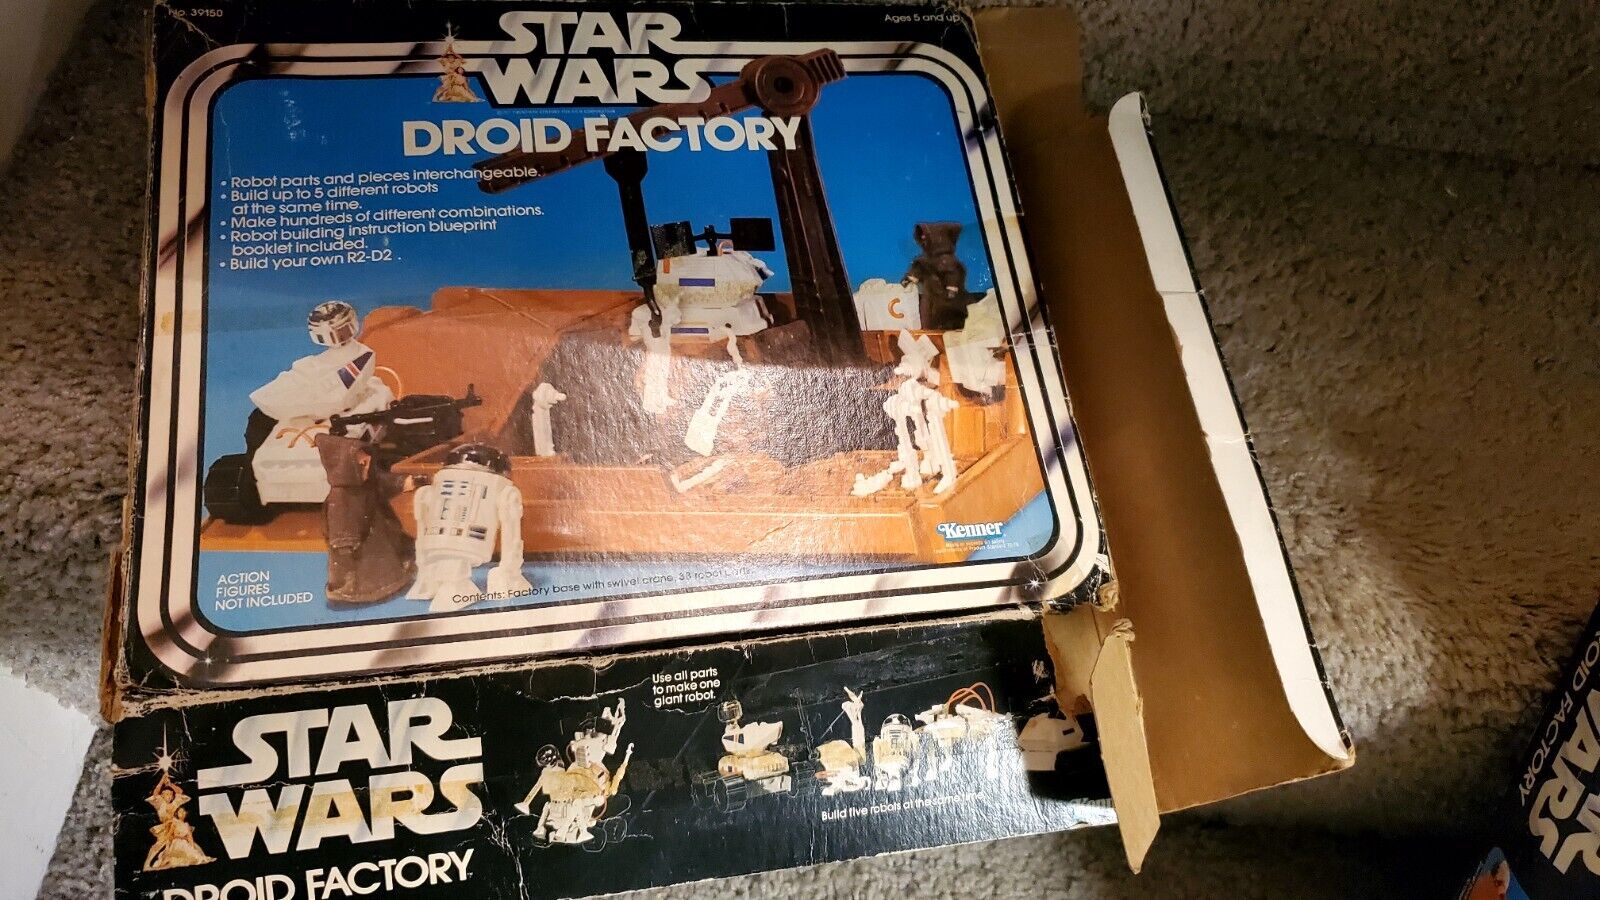 No. 39150
Ages 5 and up
STAR
WARS
DROID FACTORY
• Robot parts and pieces interchangeable.
• Build up to 5 different robots
at the same time.
• Make hundreds of different combinations.
• Robot building instruction blueprint
booklet included.
• Build your own R2-D2 .
C
Kenner
ACTION
FIGURES
NOT INCLUDED
Contents: Factory base with swivel crane, 38 robot parts
Use all parts
to make one
giant robot.
STAR
WARS
DROID FACTORY
Build five robots at the same time.
Kenner
WARS
DROID FACTORY